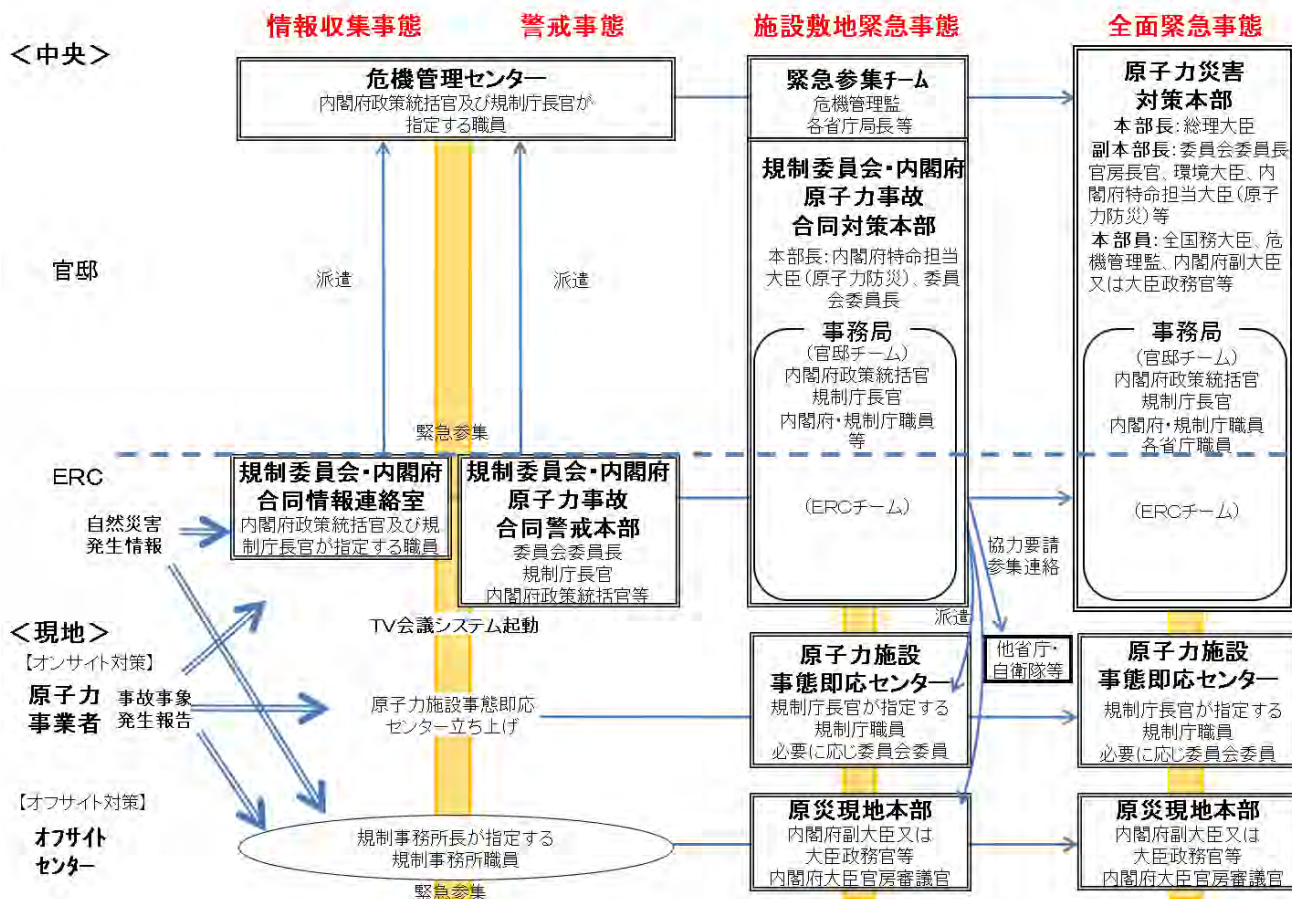 情報収集事態
警戒事態
施設敷地緊急事態
全面緊急事態
＜中央＞
危機管理センター
内閣府政策統括官及び規制庁長官が
指定する職員
緊急参集チーム
危機管理監
各省庁局長等
原子力災害
対策本部
本部長:総理大臣
副本部長:委員会委員長
官房長官、環境大臣、内
閣府特命担当大臣(原子
力防災)等
本部員:全国務大臣、危
機管理監、内閣府副大臣
又は大臣政務官等
規制委員会・内閣府
原子力事故
合同対策本部
本部長:内閣府特命担当
大臣(原子力防災)、委員
会委員長
官邸
派遣
派遣
事務局
(官邸チーム)
内閣府政策統括官
規制庁長官
内閣府・規制庁職員
等
事務局
(官邸チーム)
内閣府政策統括官
規制庁長官
内閣府・規制庁職員
各省庁職員
緊急参集
ERC
規制委員会・内閣府
合同情報連絡室
内閣府政策統括官及び規
制庁長官が指定する職員
規制委員会・内閣府
原子力事故
合同警戒本部
委員会委員長
規制庁長官
内閣府政策統括官等
(ERCチーム)
(ERCチーム)
自然災害
発生情報
協力要請
参集連絡
派遣
他省庁・
自衛隊等
＜現地＞
TV会議システム起動
【オンサイト対策】
原子力
事業者
事故事象
発生報告
原子力施設事態即応
センター立ち上げ
原子力施設
事態即応センター
規制庁長官が指定する
規制庁職員
必要に応じ委員会委員
原子力施設
事態即応センター
規制庁長官が指定する
規制庁職員
必要に応じ委員会委員
【オフサイト対策】
オフサイト
センター
規制事務所長が指定する
規制事務所職員
緊急参集
原災現地本部
内閣府副大臣又は
大臣政務官等
内閣府大臣官房審議官
原災現地本部
内閣府副大臣又は
大臣政務官等
内閣府大臣官房審議官